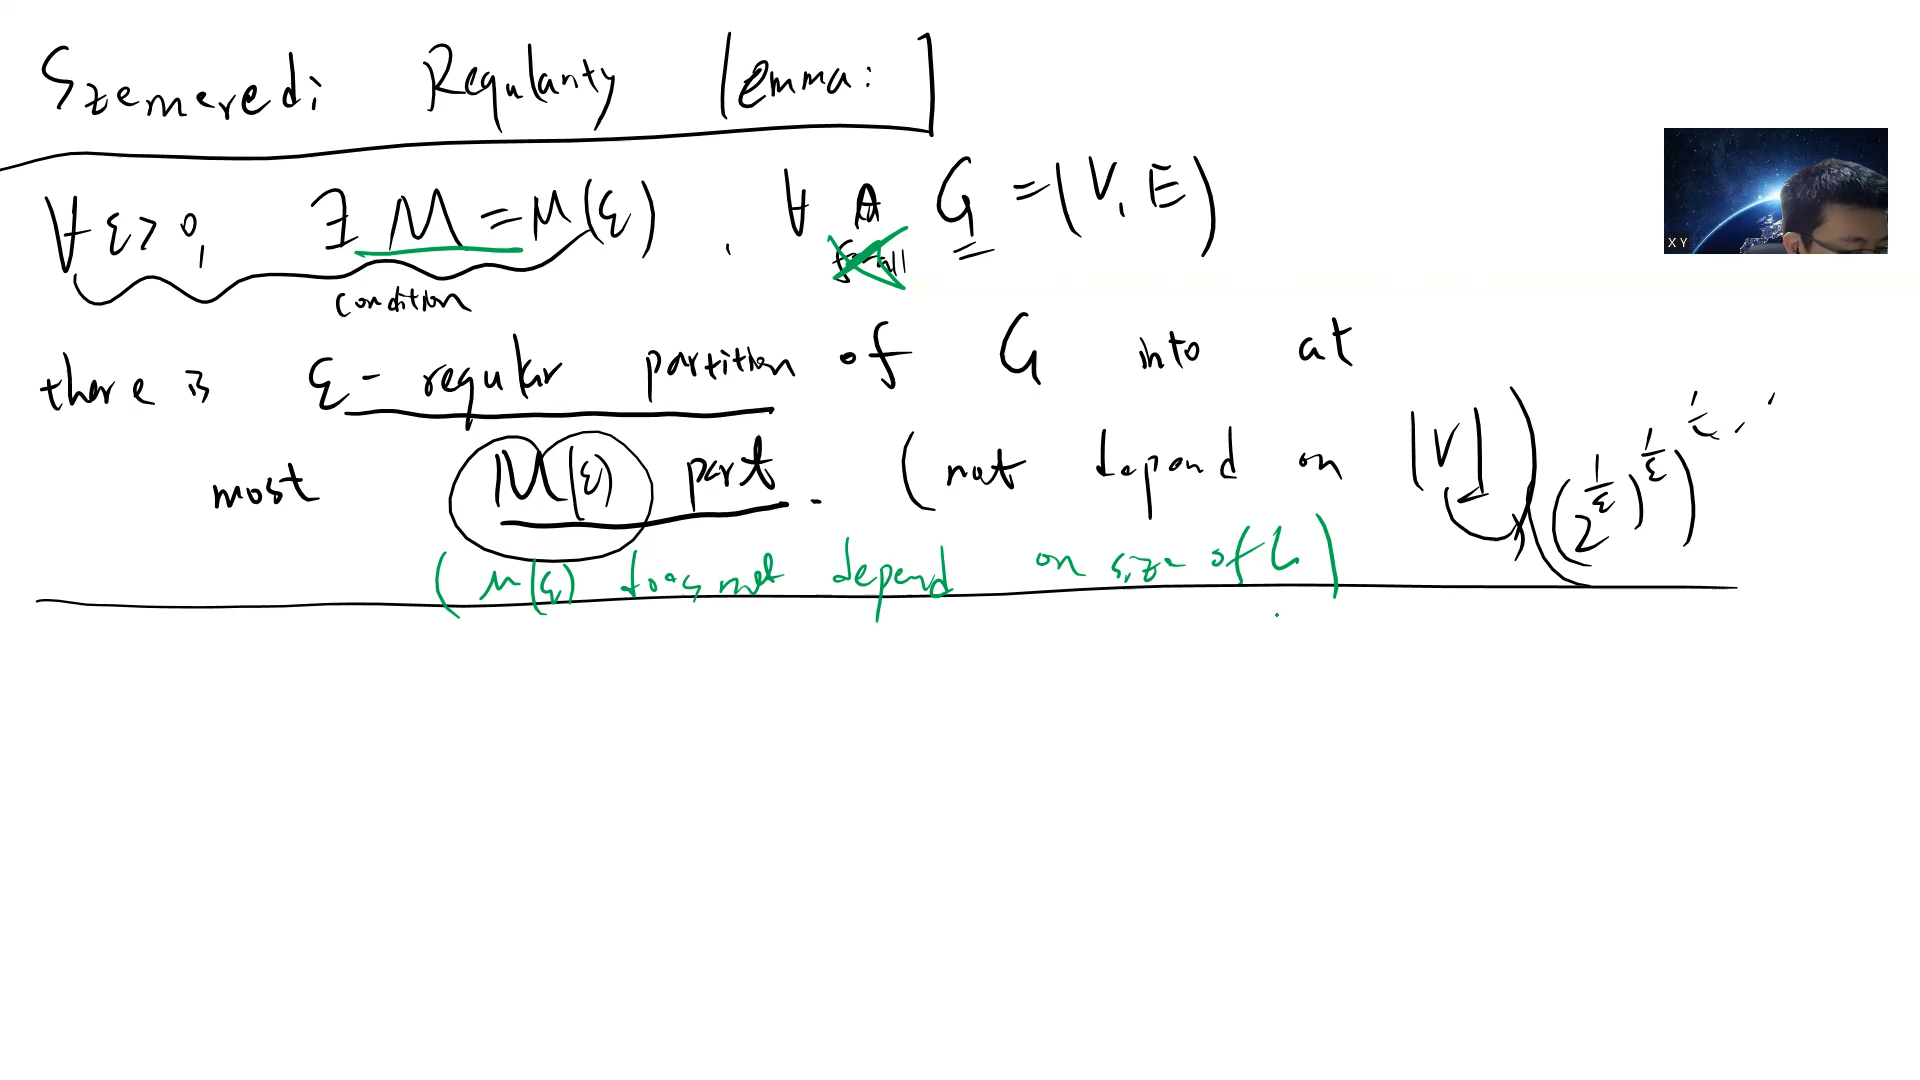 Szemeredi Regularity Lemma:
∀ ε > 0, ∃ M = M(ε), ∀ G = (V, E)
condition
there is ε-regular partition of G into at
most M(ε) part. (not depend on |V|) ((2^{1/ε})^{1/ε})^{1/ε}...
(M(ε) does not depend on size of G)
X Y